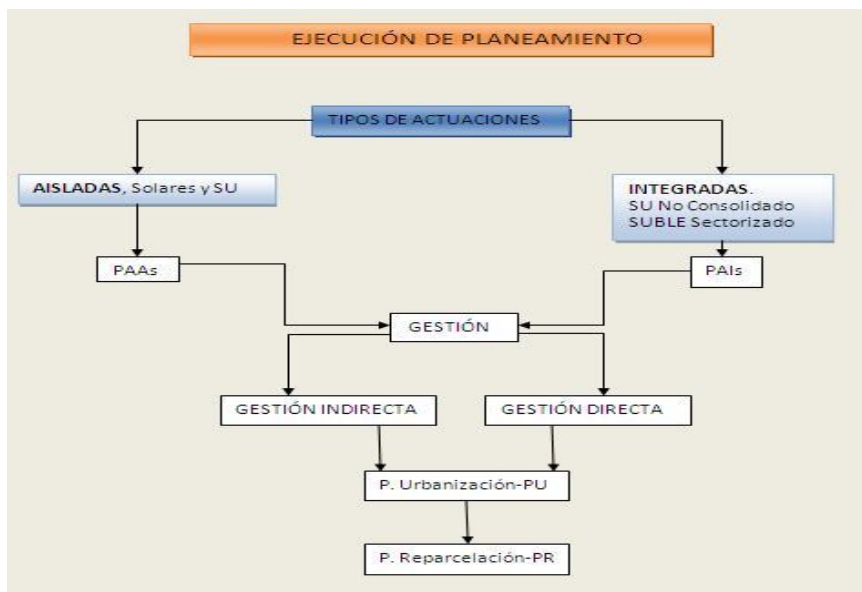 EJECUCIÓN DE PLANEAMIENTO
TIPOS DE ACTUACIONES
AISLADAS, Solares y SU
INTEGRADAS.
SU No Consolidado
SUBLE Sectorizado
PAAs
PAIs
GESTIÓN
GESTIÓN INDIRECTA
GESTIÓN DIRECTA
P. Urbanización-PU
P. Reparcelación-PR